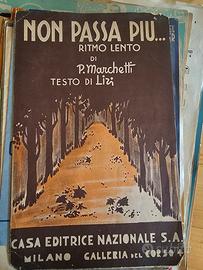 NON PASSA PIU...
RITMO LENTO
DI
P. Marchetti
TESTO DI Lizi
CASA EDITRICE NAZIONALE S.A.
MILANO GALLERIA DEL CORSO 4